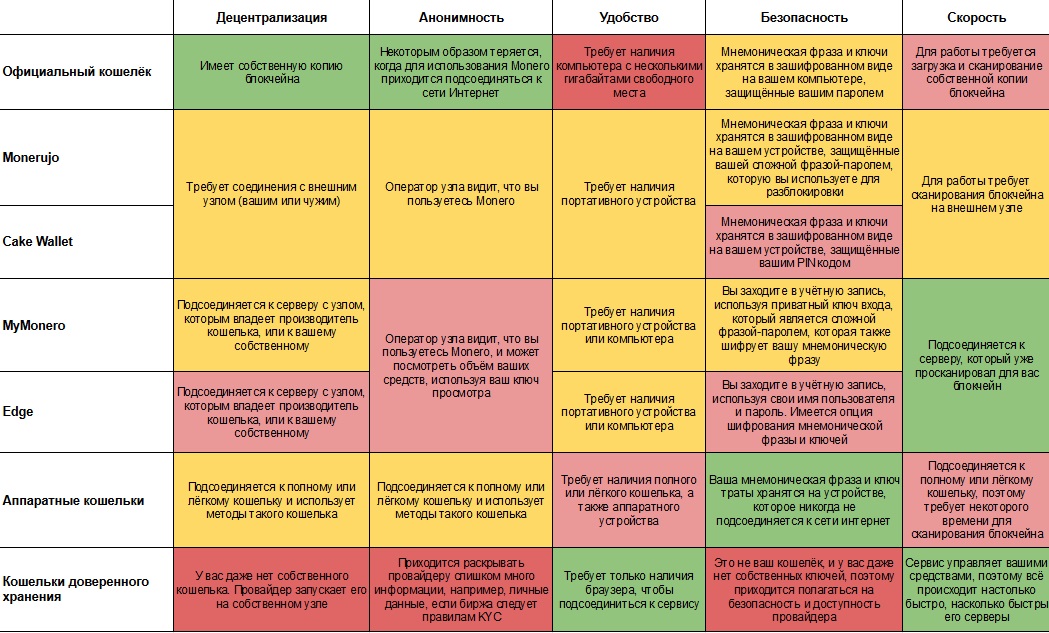 Децентрализация
Анонимность
Удобство
Безопасность
Скорость
Официальный кошелёк
Имеет собственную копию
блокчейна
Некоторым образом теряется,
когда для использования Monero
приходится подсоединяться к
сети Интернет
Требует наличия
компьютера с несколькими
гигабайтами свободного
места
Мнемоническая фраза и ключи
хранятся в зашифрованном виде
на вашем компьютере,
защищённые вашим паролем
Для работы требуется
загрузка и сканирование
собственной копии
блокчейна
Monerujo
Требует соединения с внешним
узлом (вашим или чужим)
Оператор узла видит, что вы
пользуетесь Monero
Требует наличия
портативного устройства
Мнемоническая фраза и ключи
хранятся в зашифрованном виде
на вашем устройстве, защищённые
вашей сложной фразой-паролем,
которую вы используете для
разблокировки
Для работы требует
сканирования блокчейна
на внешнем узле
Cake Wallet
Мнемоническая фраза и ключи
хранятся в зашифрованном виде
на вашем устройстве, защищённые
вашим PIN кодом
MyMonero
Подсоединяется к серверу с узлом,
которым владеет производитель
кошелька, или к вашему
собственному
Оператор узла видит, что вы
пользуетесь Monero, и может
посмотреть объём ваших
средств, используя ваш ключ
просмотра
Требует наличия
портативного устройства
или компьютера
Вы заходите в учётную запись,
используя приватный ключ входа,
который является сложной
фразой-паролем, которая также
шифрует вашу мнемоническую
фразу
Подсоединяется к
серверу, который уже
просканировал для вас
блокчейн
Edge
Подсоединяется к серверу с узлом,
которым владеет производитель
кошелька, или к вашему
собственному
Требует наличия
портативного устройства
или компьютера
Вы заходите в учётную запись,
используя свои имя пользователя
и пароль. Имеется опция
шифрования мнемонической
фразы и ключей
Аппаратные кошельки
Подсоединяется к полному или
лёгкому кошельку и использует
методы такого кошелька
Подсоединяется к полному или
лёгкому кошельку и использует
методы такого кошелька
Требует наличия полного
или лёгкого кошелька, а
также аппаратного
устройства
Ваша мнемоническая фраза и ключ
траты хранятся на устройстве,
которое никогда не
подсоединяется к сети интернет
Подсоединяется к
полному или лёгкому
кошельку, поэтому
требует некоторого
времени для
сканирования блокчейна
Кошельки доверенного
хранения
У вас даже нет собственного
кошелька. Провайдер запускает его
на собственном узле
Приходится раскрывать
провайдеру слишком много
информации, например, личные
данные, если биржа следует
правилам KYC
Требует только наличия
браузера, чтобы
подсоединиться к сервису
Это не ваш кошелёк, и у вас даже
нет собственных ключей, поэтому
приходится полагаться на
безопасность и доступность
провайдера
Сервис управляет вашими
средствами, поэтому всё
происходит настолько
быстро, насколько быстры
его серверы